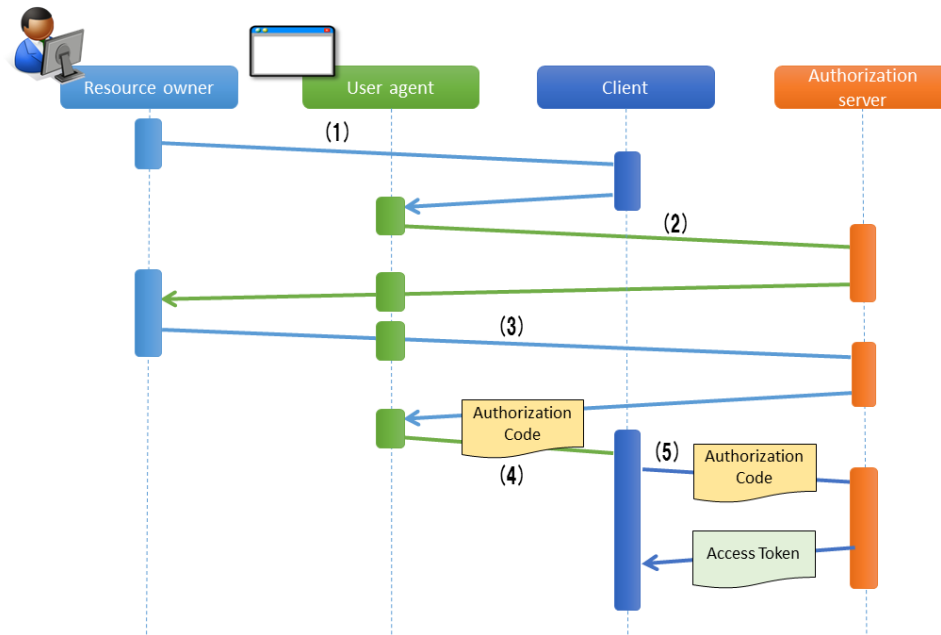 Resource owner
User agent
Client
Authorization
server
(1)
(2)
(3)
Authorization
Code
(4)
(5)
Authorization
Code
Access Token